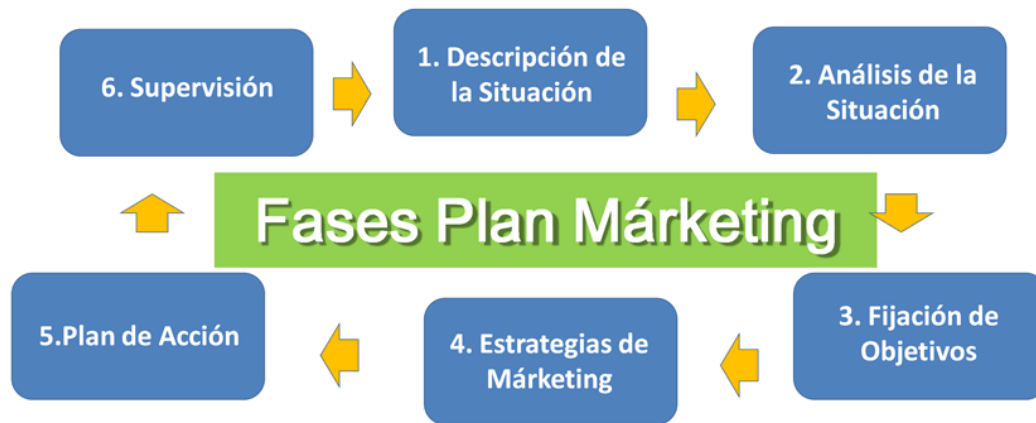 1. Descripción de
la Situación
2. Análisis de la
Situación
3. Fijación de
Objetivos
4. Estrategias de
Márketing
5.Plan de Acción
6. Supervisión
Fases Plan Márketing